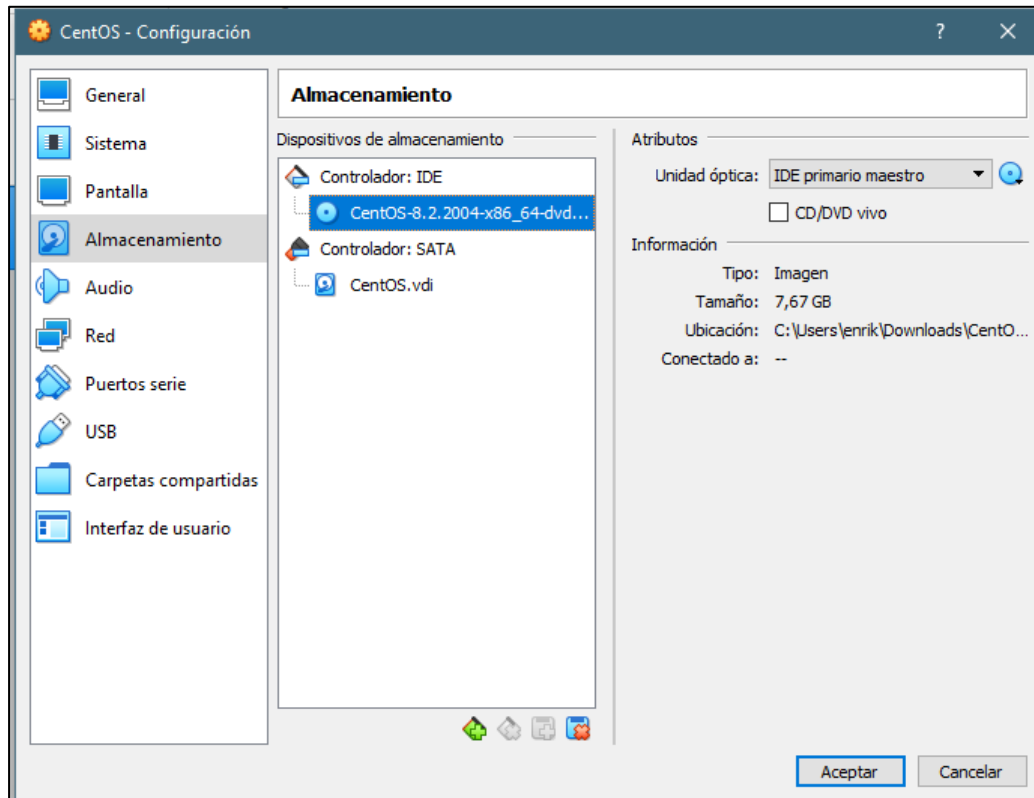 CentOS - Configuración
?
General
Sistema
Pantalla
Almacenamiento
Audio
Red
Puertos serie
USB
Carpetas compartidas
Interfaz de usuario
Almacenamiento
Dispositivos de almacenamiento
Controlador: IDE
CentOS-8.2.2004-x86_64-dvd...
Controlador: SATA
CentOS.vdi
Atributos
Unidad óptica: IDE primario maestro
CD/DVD vivo
Información
Tipo: Imagen
Tamaño: 7,67 GB
Ubicación: C:\Users\enrik\Downloads\CentO...
Conectado a: --
Aceptar
Cancelar